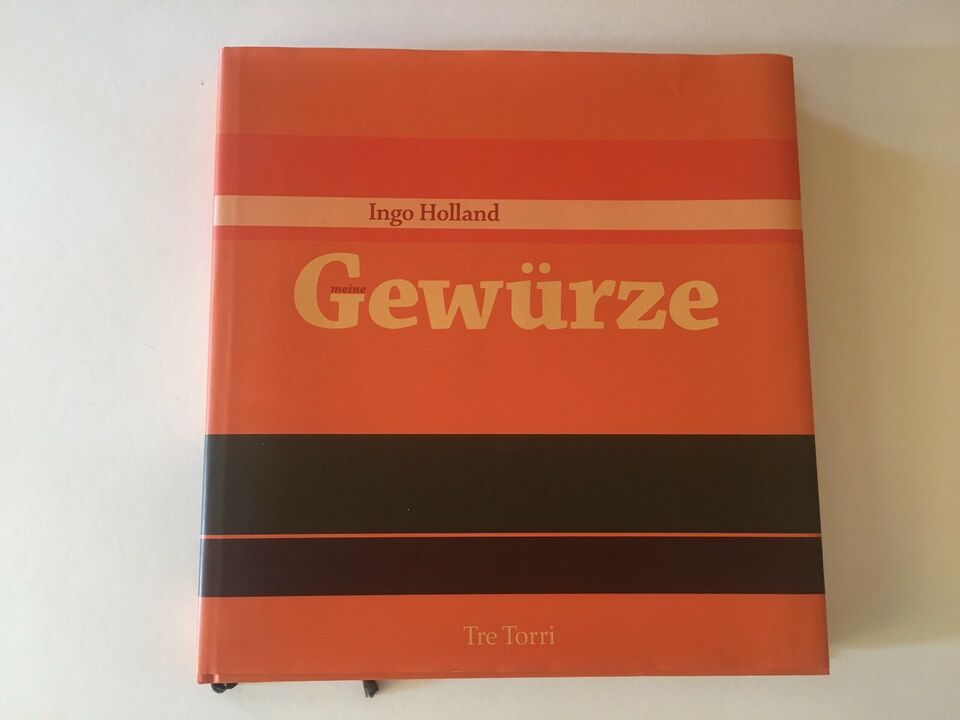 Ingo Holland
meine
Gewürze
Tre Torri